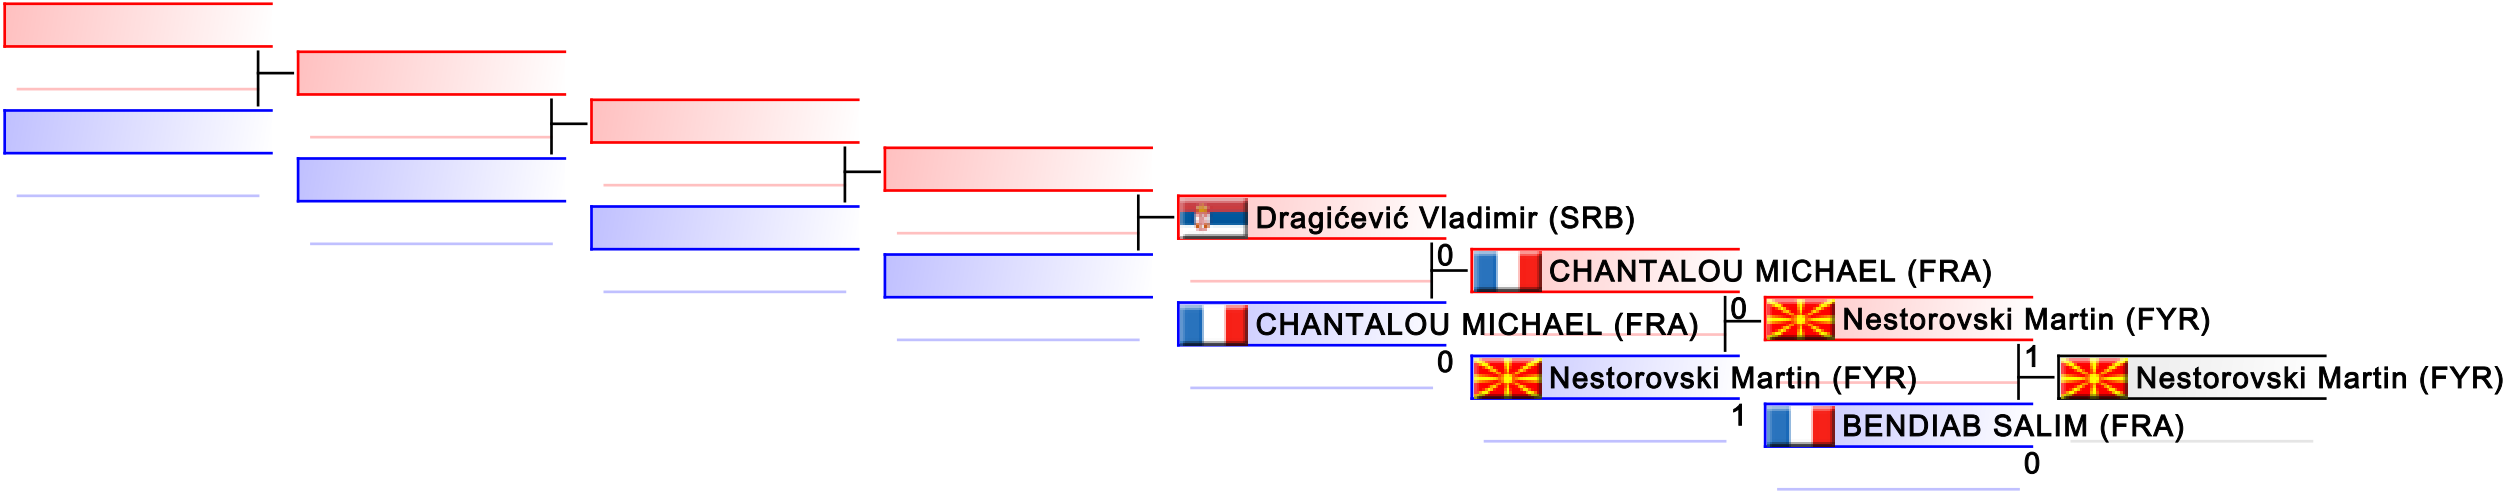 Dragićević Vladimir (SRB)
0
CHANTALOU MICHAEL (FRA)
CHANTALOU MICHAEL (FRA)
0
0
Nestorovski Martin (FYR)
Nestorovski Martin (FYR)
1
1
Nestorovski Martin (FYR)
BENDIAB SALIM (FRA)
0